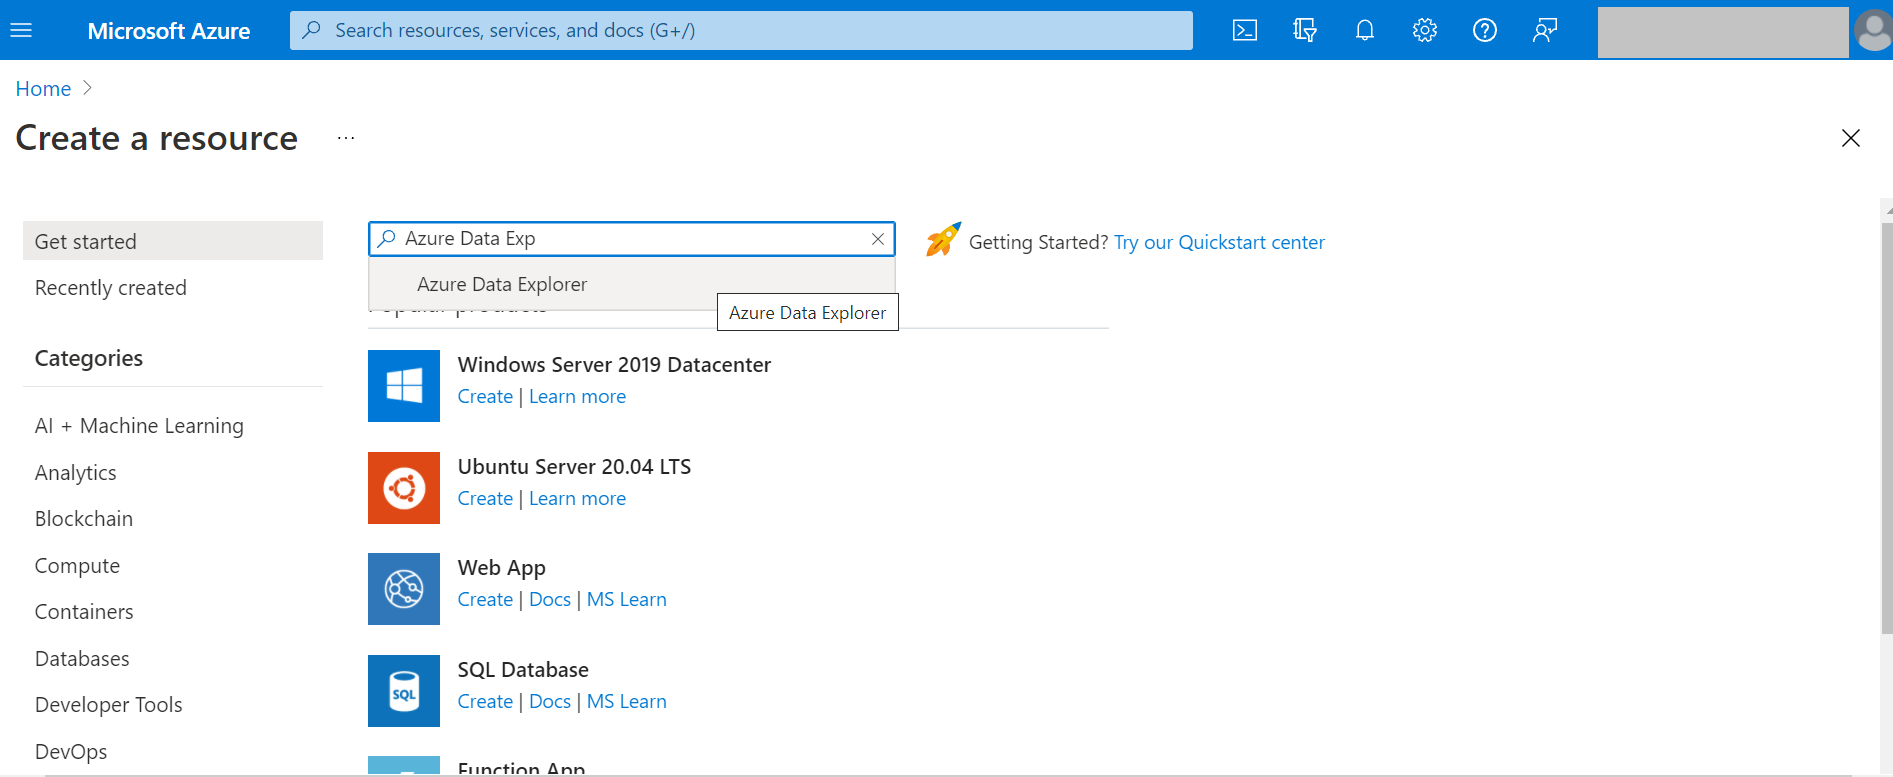 Microsoft Azure
Search resources, services, and docs (G+/)
Home
Create a resource
...
Get started
Recently created
Categories
AI + Machine Learning
Analytics
Blockchain
Compute
Containers
Databases
Developer Tools
DevOps
Azure Data Exp
Azure Data Explorer
Azure Data Explorer
Getting Started? Try our Quickstart center
Popular products
Windows Server 2019 Datacenter
Create | Learn more
Ubuntu Server 20.04 LTS
Create | Learn more
Web App
Create | Docs | MS Learn
SQL
SQL Database
Create | Docs | MS Learn
Function App